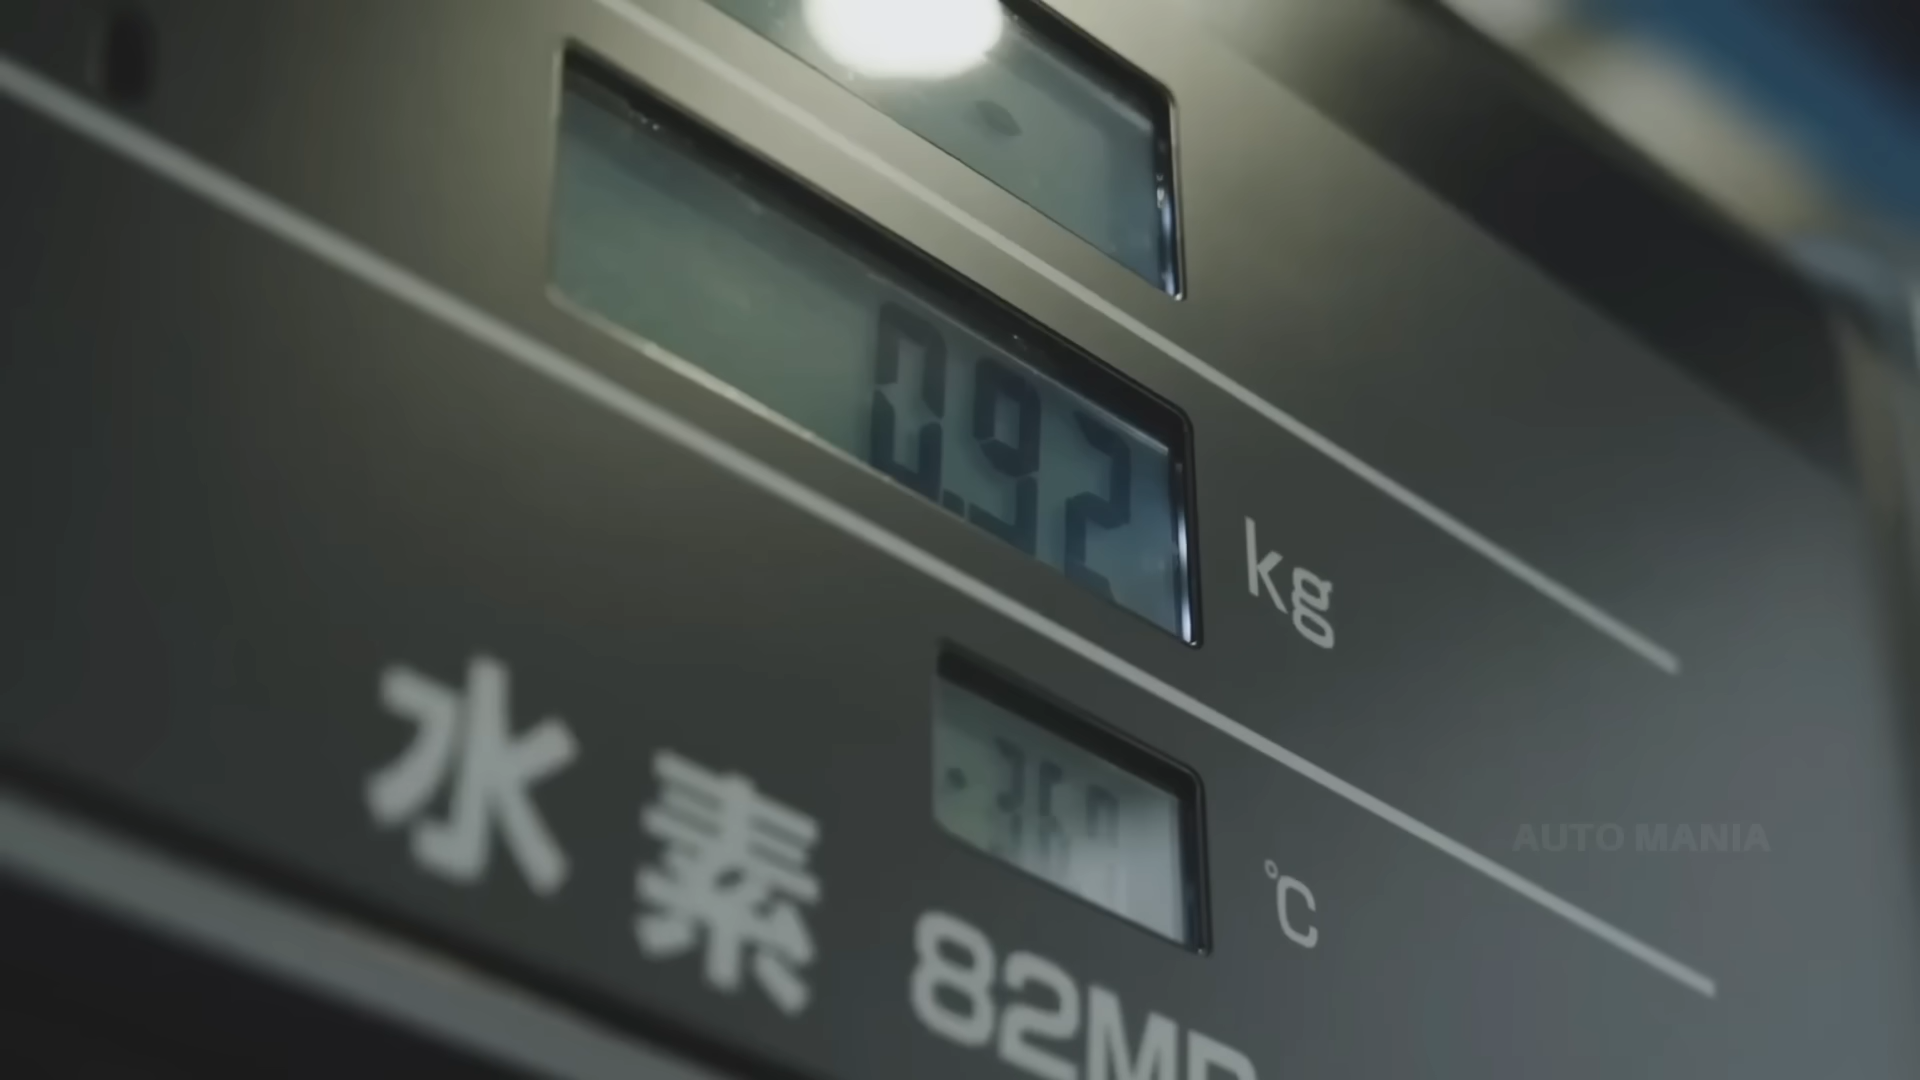 0.92 kg
℃
水素 82MP
AUTO MANIA